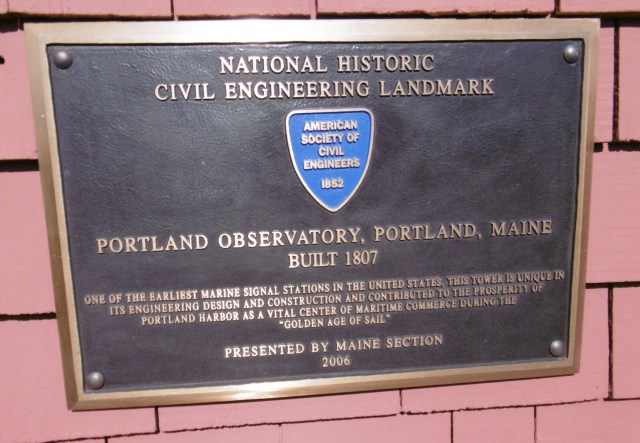 NATIONAL HISTORIC
CIVIL ENGINEERING LANDMARK
AMERICAN
SOCIETY OF
CIVIL
ENGINEERS
1852
PORTLAND OBSERVATORY, PORTLAND, MAINE
BUILT 1807
ONE OF THE EARLIEST MARINE SIGNAL STATIONS IN THE UNITED STATES, THIS TOWER IS UNIQUE IN
ITS ENGINEERING DESIGN AND CONSTRUCTION AND CONTRIBUTED TO THE PROSPERITY OF
PORTLAND HARBOR AS A VITAL CENTER OF MARITIME COMMERCE DURING THE
"GOLDEN AGE OF SAIL"
PRESENTED BY MAINE SECTION
2006